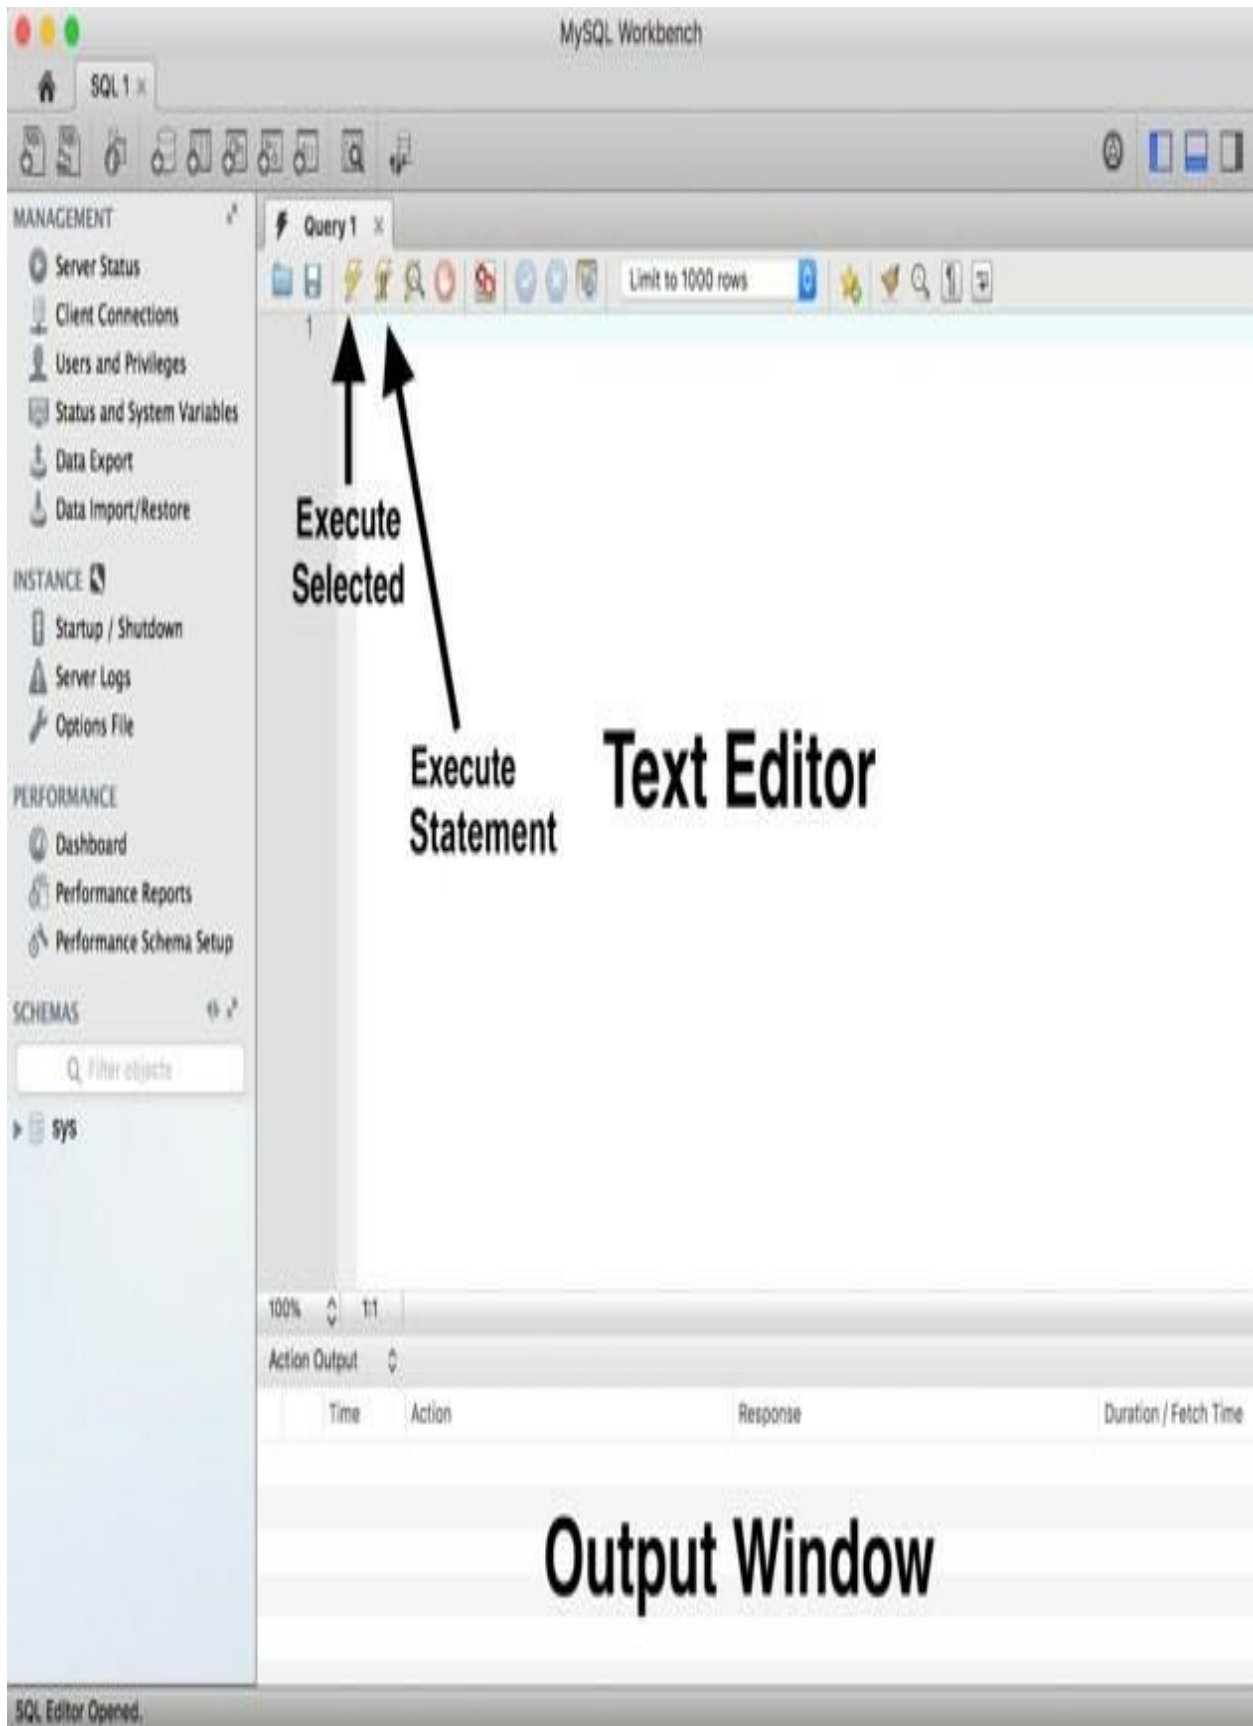 MySQL Workbench
SQL 1 ×
MANAGEMENT
Server Status
Client Connections
Users and Privileges
Status and System Variables
Data Export
Data Import/Restore
INSTANCE
Startup / Shutdown
Server Logs
Options File
PERFORMANCE
Dashboard
Performance Reports
Performance Schema Setup
SCHEMAS
Filter objects
sys
Query 1 ×
Limit to 1000 rows
1
Execute
Selected
Execute
Statement
Text Editor
100% 1:1
Action Output
Time Action Response Duration / Fetch Time
Output Window
SQL Editor Opened.